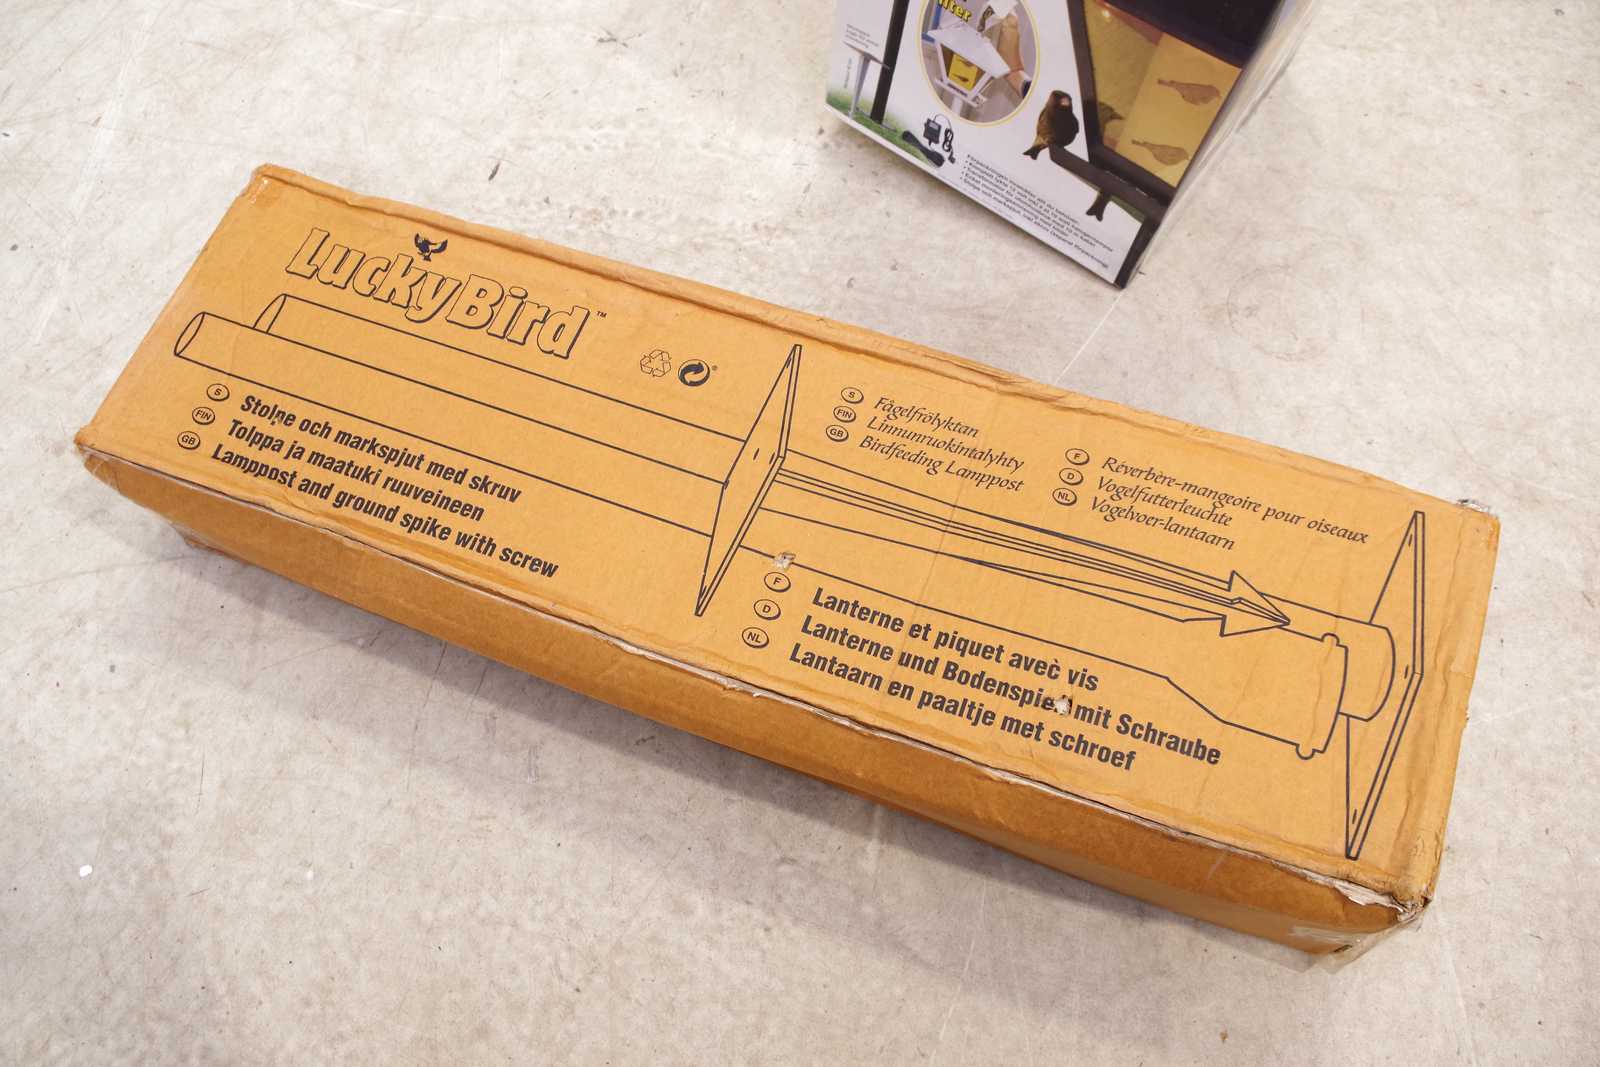 LuckyBird™
S Stolpe och markspjut med skruv
FIN Tolppa ja maatuki ruuveineen
GB Lamppost and ground spike with screw
S Fågelfrölyktan
FIN Linnunruokintalyhty
GB Birdfeeding Lamppost
F Réverbère-mangeoire pour oiseaux
D Vogelfutterleuchte
NL Vogelvoer-lantaarn
F Lanterne et piquet avec vis
D Lanterne und Bodenspieß mit Schraube
NL Lantaarn en paaltje met schroef